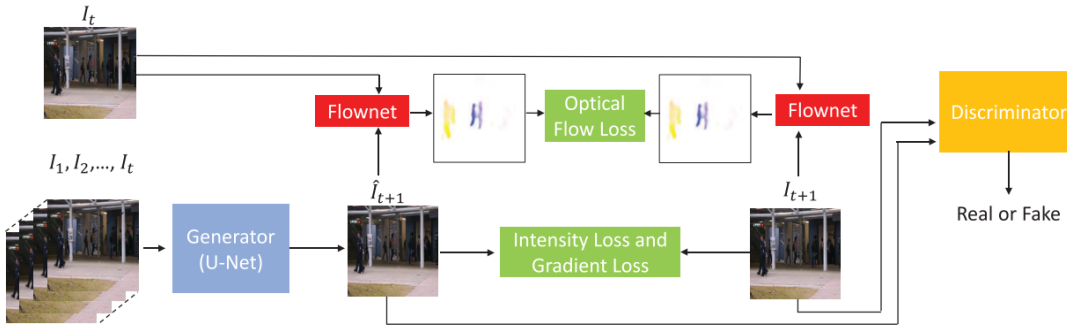 I_t
Flownet
Optical
Flow Loss
Flownet
Discriminator
I_1, I_2,..., I_t
Î_{t+1}
I_{t+1}
Real or Fake
Generator
(U-Net)
Intensity Loss and
Gradient Loss